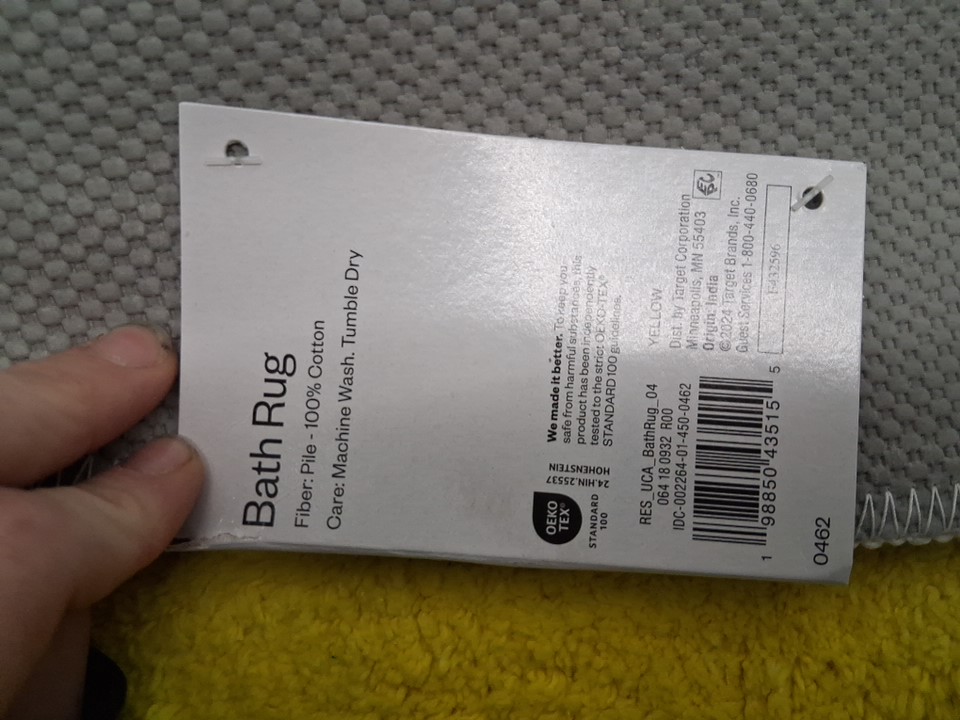 Bath Rug
Fiber: Pile - 100% Cotton
Care: Machine Wash. Tumble Dry
OEKO
TEX®
STANDARD
100
24.HIN.25537
HOHENSTEIN
We made it better. To keep you
safe from harmful substances, this
product has been independently
tested to the strict OEKO-TEX®
STANDARD 100 guidelines.
RES_UCA_BathRug_04
064 18 0932 R00
IDC-002264-01-450-0462
YELLOW
Dist. by Target Corporation
Minneapolis, MN 55403
Origin: India
©2024 Target Brands, Inc.
Guest Services 1-800-440-0680
1 98850 43515 5
0462